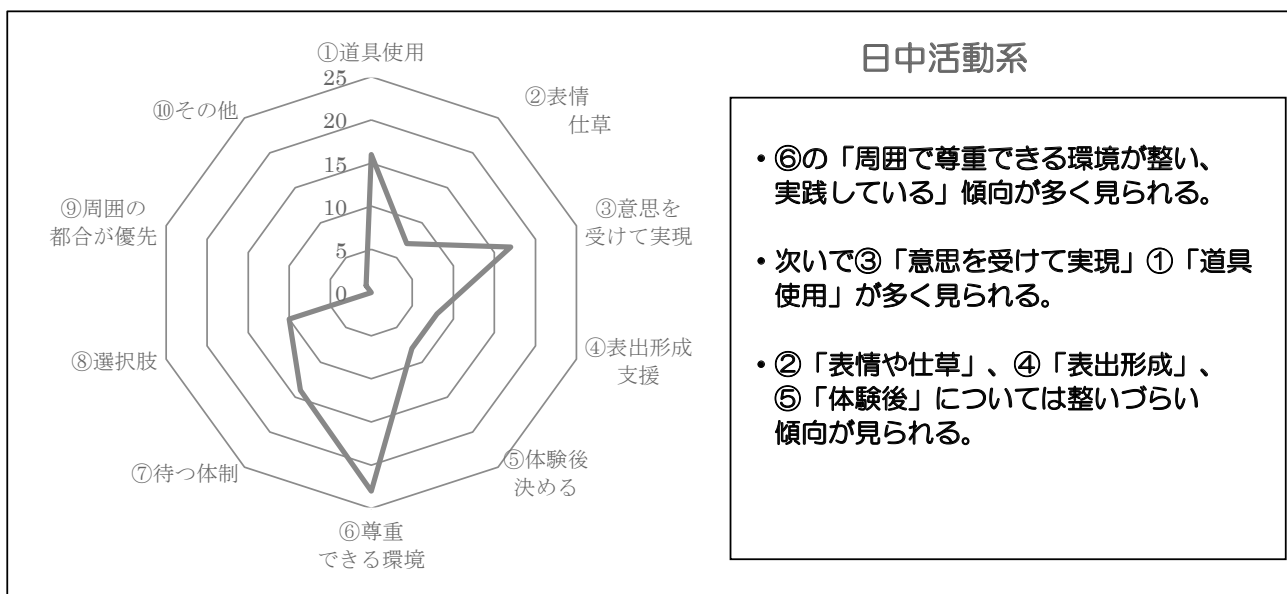 ①道具使用
②表情
仕草
③意思を
受けて実現
④表出形成
支援
⑤体験後
決める
⑥尊重
できる環境
⑦待つ体制
⑧選択肢
⑨周囲の
都合が優先
⑩その他
25
20
15
10
5
0
日中活動系
・⑥の「周囲で尊重できる環境が整い、
実践している」傾向が多く見られる。
・次いで③「意思を受けて実現」①「道具
使用」が多く見られる。
・②「表情や仕草」、④「表出形成」、
⑤「体験後」については整いづらい
傾向が見られる。